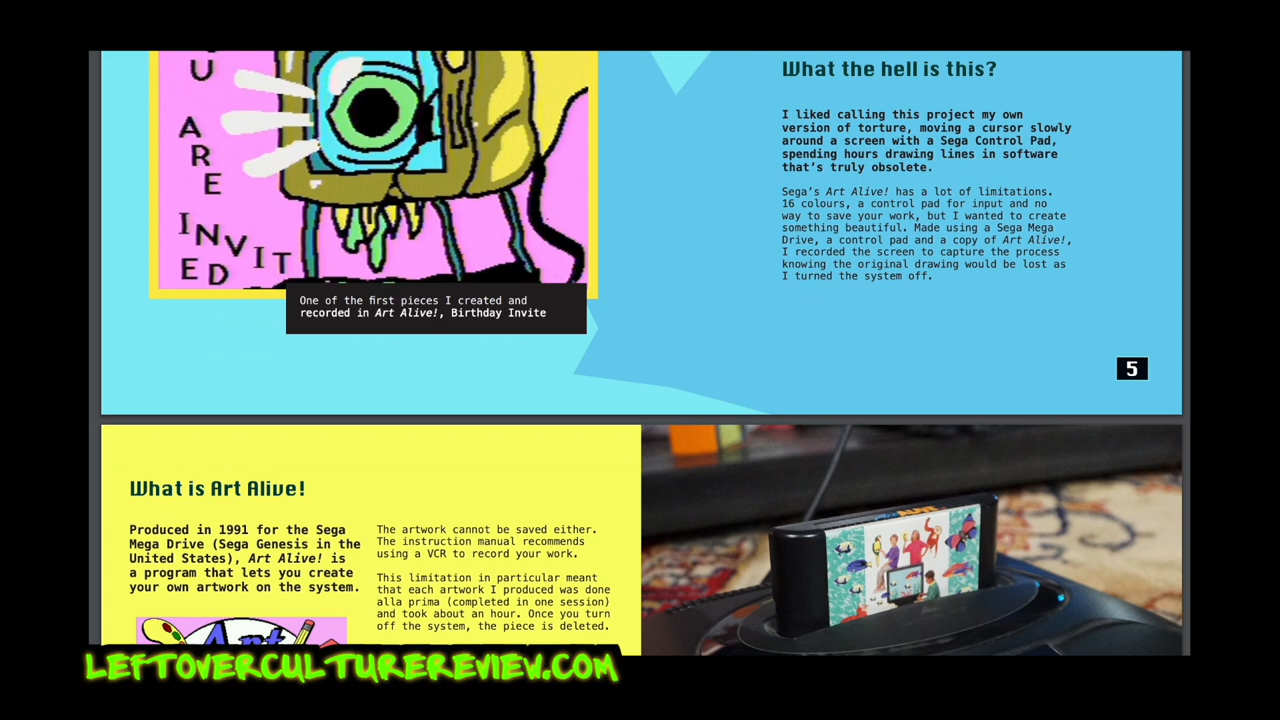 U
ARE
INVIT
ED
One of the first pieces I created and
recorded in Art Alive!, Birthday Invite
What the hell is this?
I liked calling this project my own
version of torture, moving a cursor slowly
around a screen with a Sega Control Pad,
spending hours drawing lines in software
that's truly obsolete.
Sega's Art Alive! has a lot of limitations.
16 colours, a control pad for input and no
way to save your work, but I wanted to create
something beautiful. Made using a Sega Mega
Drive, a control pad and a copy of Art Alive!,
I recorded the screen to capture the process
knowing the original drawing would be lost as
I turned the system off.
5
What is Art Alive!
Produced in 1991 for the Sega
Mega Drive (Sega Genesis in the
United States), Art Alive! is
a program that lets you create
your own artwork on the system.
Art
The artwork cannot be saved either.
The instruction manual recommends
using a VCR to record your work.
This limitation in particular meant
that each artwork I produced was done
alla prima (completed in one session)
and took about an hour. Once you turn
off the system, the piece is deleted.
ALIVE
LEFTOVERCULTUREREVIEW.COM